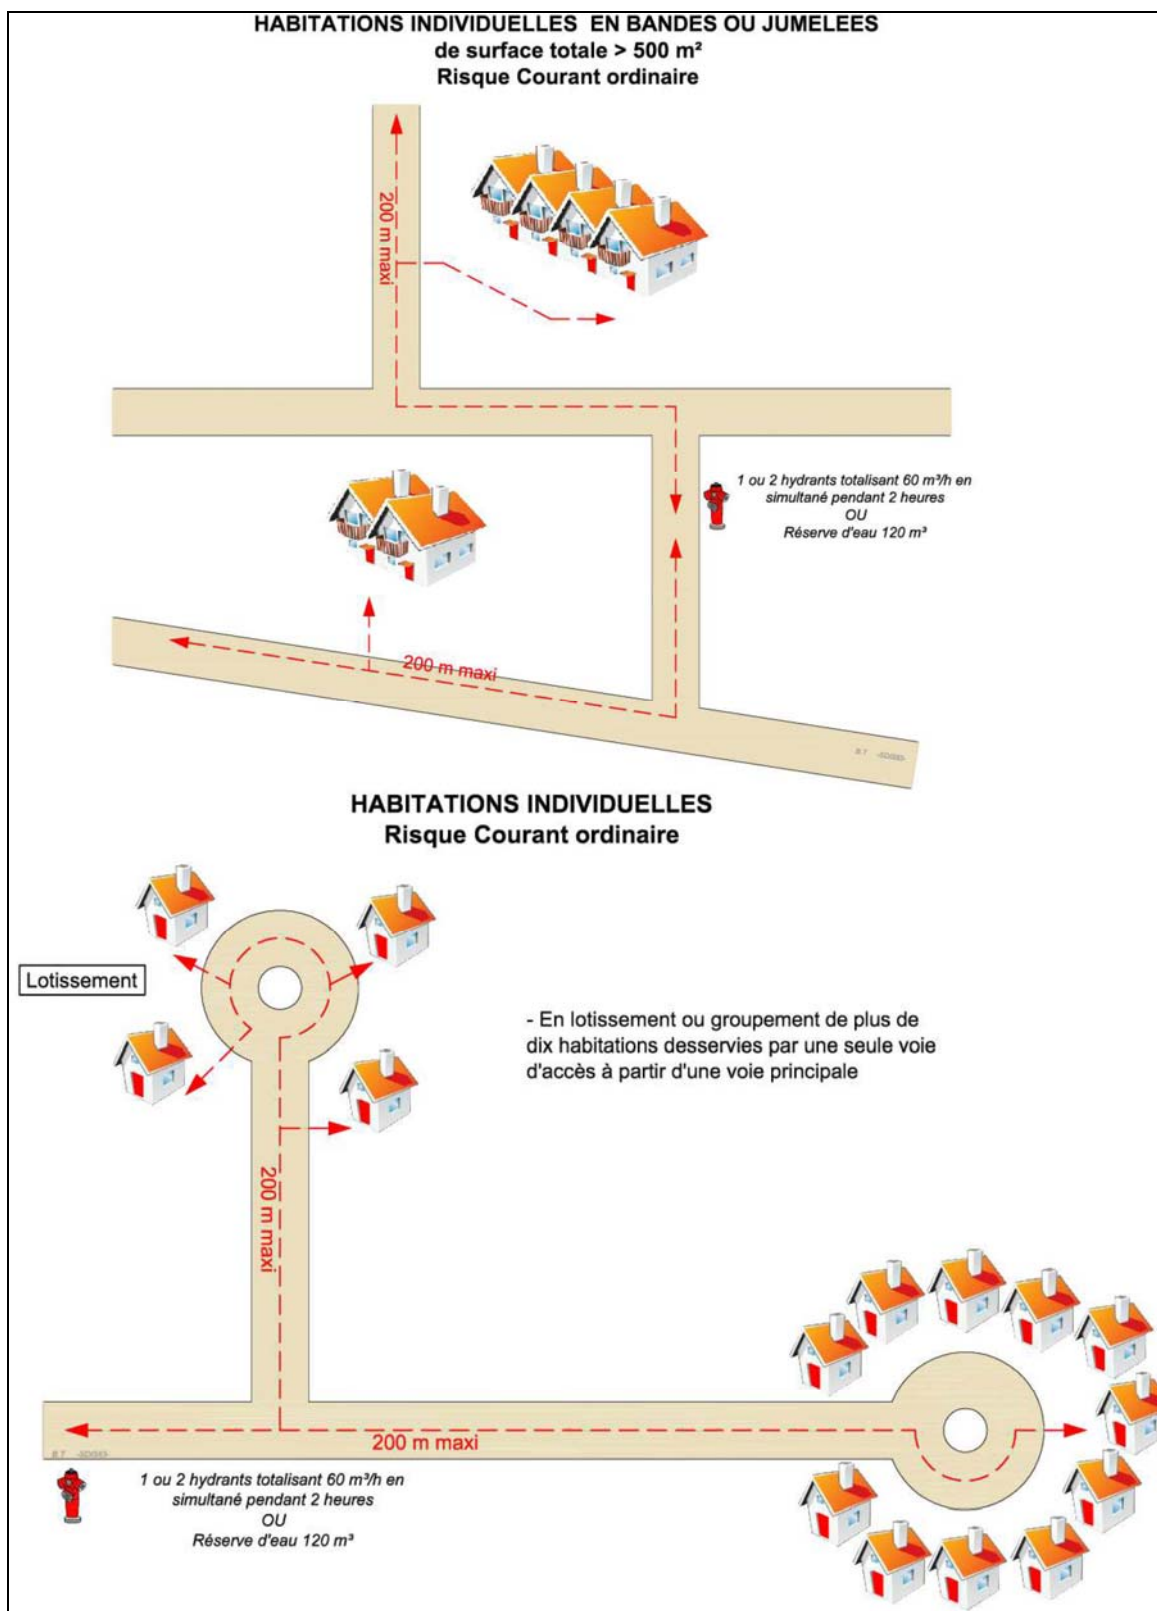 HABITATIONS INDIVIDUELLES EN BANDES OU JUMELEES
de surface totale > 500 m²
Risque Courant ordinaire
200 m maxi
1 ou 2 hydrants totalisant 60 m³/h en
simultané pendant 2 heures
OU
Réserve d'eau 120 m³
200 m maxi
HABITATIONS INDIVIDUELLES
Risque Courant ordinaire
Lotissement
- En lotissement ou groupement de plus de
dix habitations desservies par une seule voie
d'accès à partir d'une voie principale
200 m maxi
200 m maxi
1 ou 2 hydrants totalisant 60 m³/h en
simultané pendant 2 heures
OU
Réserve d'eau 120 m³